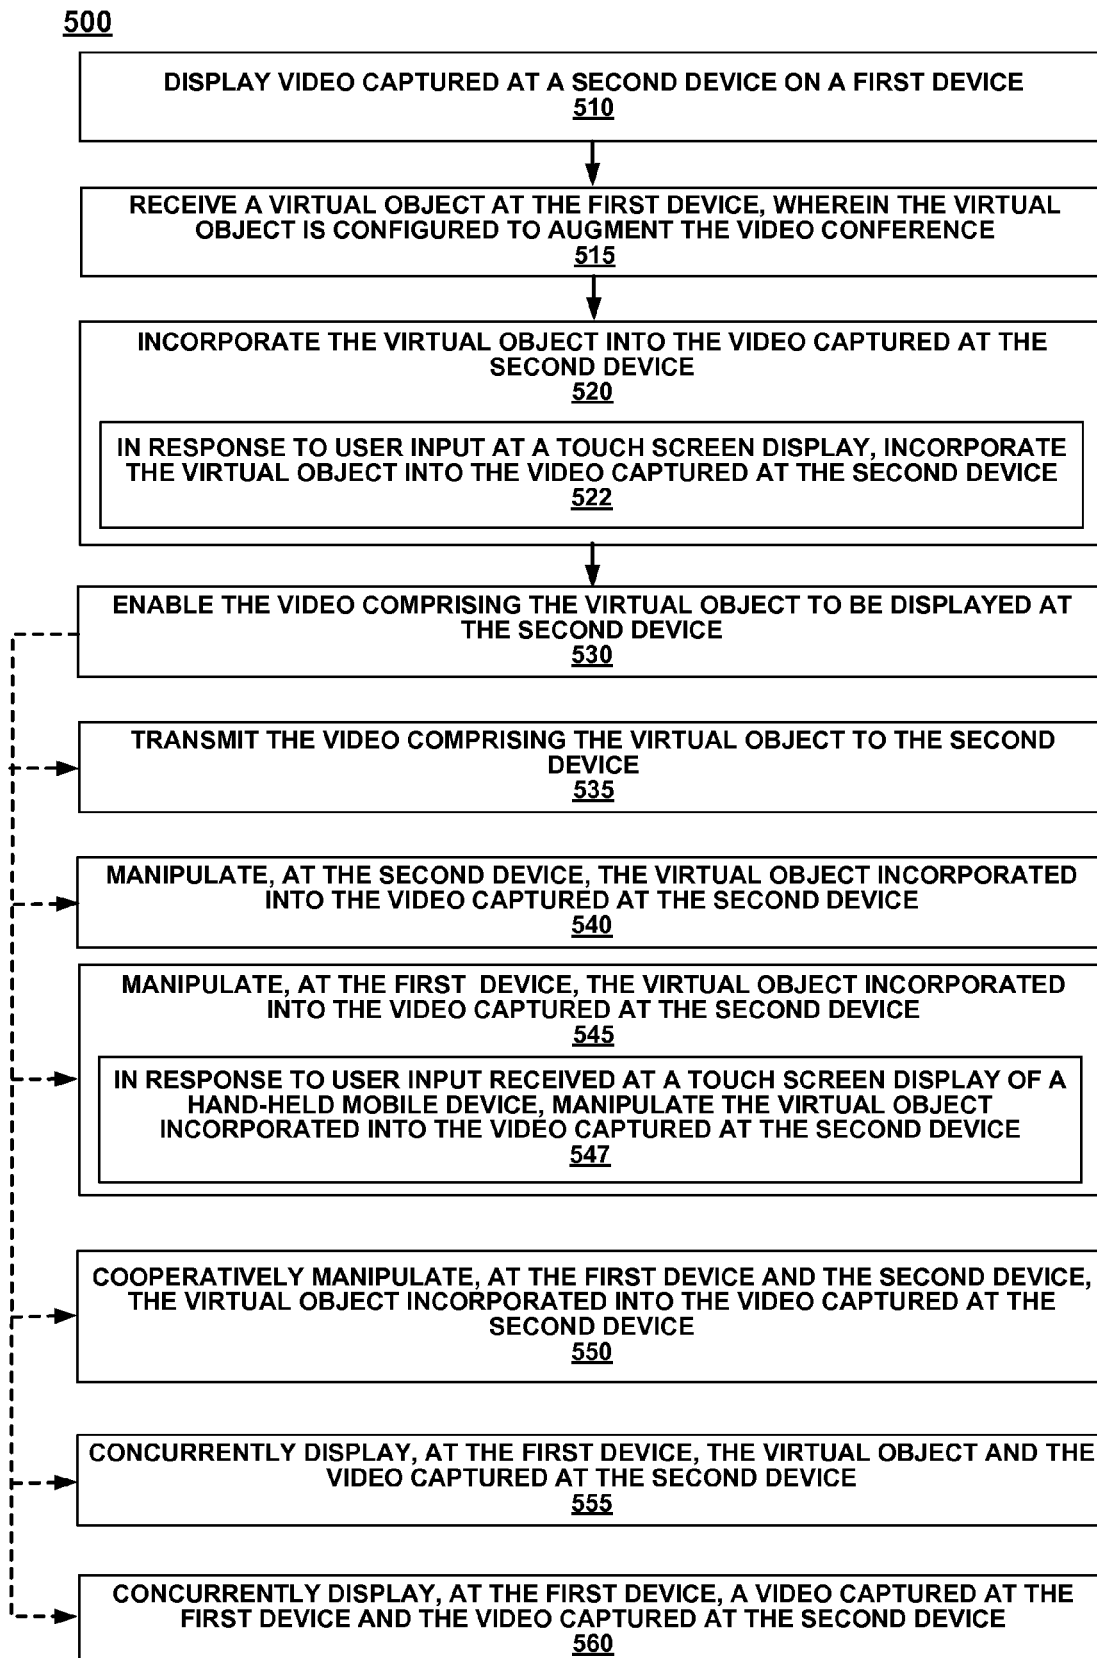 500
DISPLAY VIDEO CAPTURED AT A SECOND DEVICE ON A FIRST DEVICE
510
RECEIVE A VIRTUAL OBJECT AT THE FIRST DEVICE, WHEREIN THE VIRTUAL
OBJECT IS CONFIGURED TO AUGMENT THE VIDEO CONFERENCE
515
INCORPORATE THE VIRTUAL OBJECT INTO THE VIDEO CAPTURED AT THE
SECOND DEVICE
520
IN RESPONSE TO USER INPUT AT A TOUCH SCREEN DISPLAY, INCORPORATE
THE VIRTUAL OBJECT INTO THE VIDEO CAPTURED AT THE SECOND DEVICE
522
ENABLE THE VIDEO COMPRISING THE VIRTUAL OBJECT TO BE DISPLAYED AT
THE SECOND DEVICE
530
TRANSMIT THE VIDEO COMPRISING THE VIRTUAL OBJECT TO THE SECOND
DEVICE
535
MANIPULATE, AT THE SECOND DEVICE, THE VIRTUAL OBJECT INCORPORATED
INTO THE VIDEO CAPTURED AT THE SECOND DEVICE
540
MANIPULATE, AT THE FIRST DEVICE, THE VIRTUAL OBJECT INCORPORATED
INTO THE VIDEO CAPTURED AT THE SECOND DEVICE
545
IN RESPONSE TO USER INPUT RECEIVED AT A TOUCH SCREEN DISPLAY OF A
HAND-HELD MOBILE DEVICE, MANIPULATE THE VIRTUAL OBJECT
INCORPORATED INTO THE VIDEO CAPTURED AT THE SECOND DEVICE
547
COOPERATIVELY MANIPULATE, AT THE FIRST DEVICE AND THE SECOND DEVICE,
THE VIRTUAL OBJECT INCORPORATED INTO THE VIDEO CAPTURED AT THE
SECOND DEVICE
550
CONCURRENTLY DISPLAY, AT THE FIRST DEVICE, THE VIRTUAL OBJECT AND THE
VIDEO CAPTURED AT THE SECOND DEVICE
555
CONCURRENTLY DISPLAY, AT THE FIRST DEVICE, A VIDEO CAPTURED AT THE
FIRST DEVICE AND THE VIDEO CAPTURED AT THE SECOND DEVICE
560